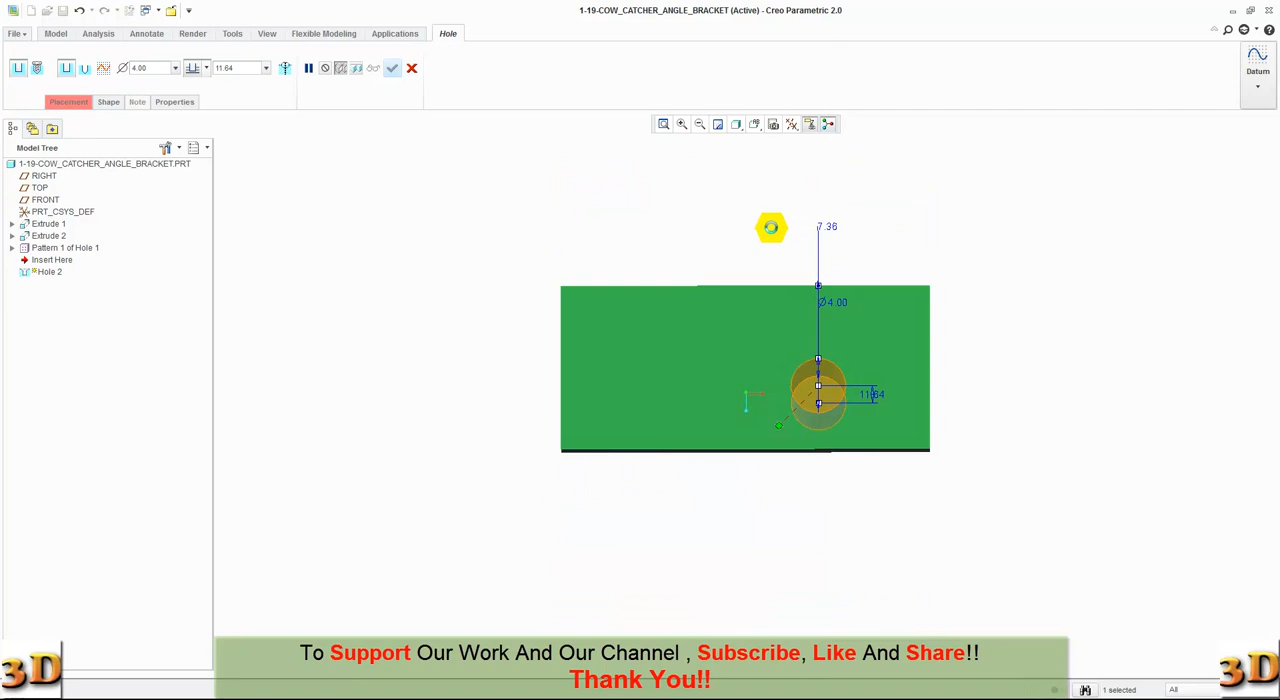 1-19-COW_CATCHER_ANGLE_BRACKET (Active) - Creo Parametric 2.0
File Model Analysis Annotate Render Tools View Flexible Modeling Applications Hole
4.00 11.64
Datum
Placement Shape Note Properties
Model Tree
1-19-COW_CATCHER_ANGLE_BRACKET.PRT
RIGHT
TOP
FRONT
PRT_CSYS_DEF
Extrude 1
Extrude 2
Pattern 1 of Hole 1
Insert Here
Hole 2
7.36
Ø4.00
11.64
To Support Our Work And Our Channel , Subscribe, Like And Share!!
Thank You!!
3D
3D
1 selected
All